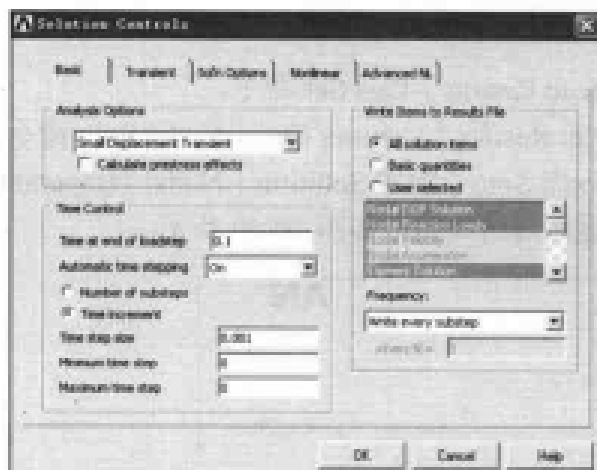 Solution Controls
Basic
Transient
Sol'n Options
Nonlinear
Advanced NL
Analysis Options
Small Displacement Transient
Calculate prestress effects
Time Control
Time at end of loadstep 0.1
Automatic time stepping On
Number of substeps
Time increment
Time step size 0.001
Minimum time step 0
Maximum time step 0
Write Items to Results File
All solution items
Basic quantities
User selected
Nodal DOF Solution
Nodal Reaction Loads
Nodal Velocity
Nodal Acceleration
Element Solution
Frequency:
Write every substep
where N =
OK
Cancel
Help